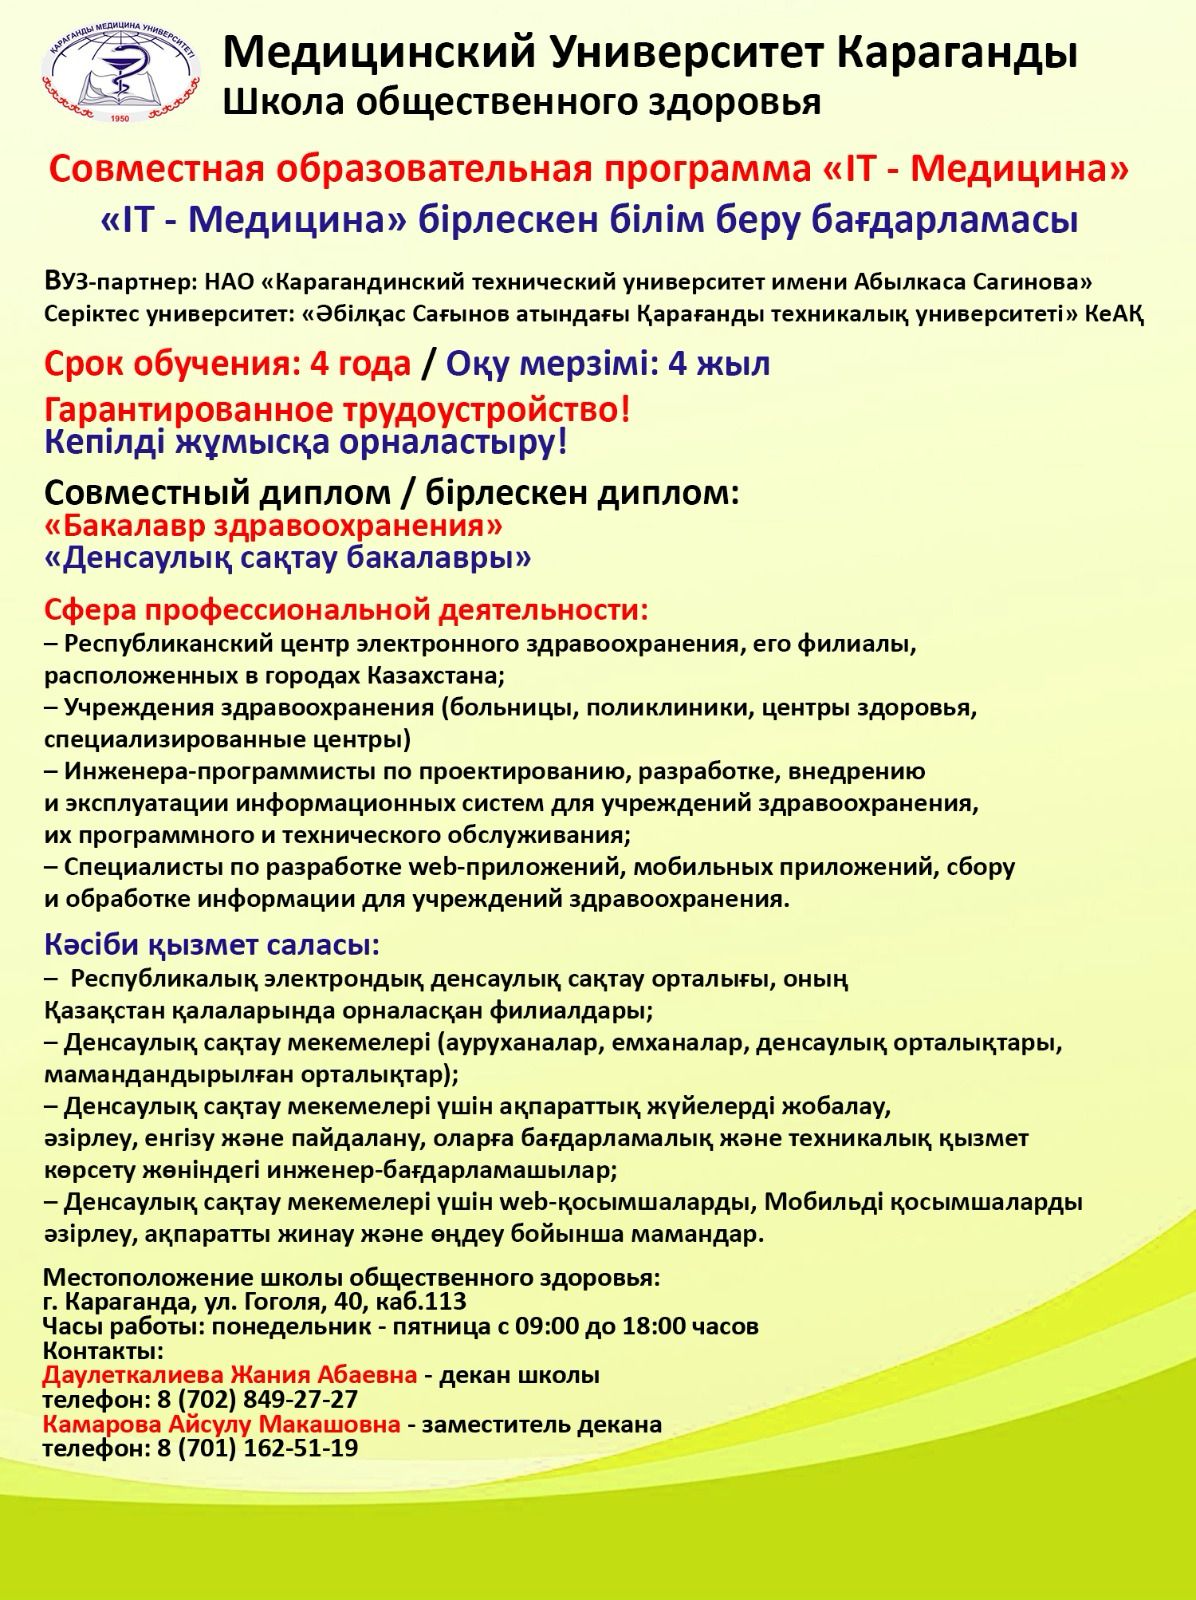 ҚАРАҒАНДЫ МЕДИЦИНА УНИВЕРСИТЕТІ
1950
Медицинский Университет Караганды
Школа общественного здоровья
Совместная образовательная программа «IT - Медицина»
«IT - Медицина» бірлескен білім беру бағдарламасы
ВУЗ-партнер: НАО «Карагандинский технический университет имени Абылкаса Сагинова»
Серіктес университет: «Әбілқас Сағынов атындағы Қарағанды техникалық университеті» КеАҚ
Срок обучения: 4 года / Оқу мерзімі: 4 жыл
Гарантированное трудоустройство!
Кепілді жұмысқа орналастыру!
Совместный диплом / бірлескен диплом:
«Бакалавр здравоохранения»
«Денсаулық сақтау бакалавры»
Сфера профессиональной деятельности:
– Республиканский центр электронного здравоохранения, его филиалы,
расположенных в городах Казахстана;
– Учреждения здравоохранения (больницы, поликлиники, центры здоровья,
специализированные центры)
– Инженера-программисты по проектированию, разработке, внедрению
и эксплуатации информационных систем для учреждений здравоохранения,
их программного и технического обслуживания;
– Специалисты по разработке web-приложений, мобильных приложений, сбору
и обработке информации для учреждений здравоохранения.
Кәсіби қызмет саласы:
– Республикалық электрондық денсаулық сақтау орталығы, оның
Қазақстан қалаларында орналасқан филиалдары;
– Денсаулық сақтау мекемелері (ауруханалар, емханалар, денсаулық орталықтары,
мамандандырылған орталықтар);
– Денсаулық сақтау мекемелері үшін ақпараттық жүйелерді жобалау,
әзірлеу, енгізу және пайдалану, оларға бағдарламалық және техникалық қызмет
көрсету жөніндегі инженер-бағдарламашылар;
– Денсаулық сақтау мекемелері үшін web-қосымшаларды, Мобильді қосымшаларды
әзірлеу, ақпаратты жинау және өңдеу бойынша мамандар.
Местоположение школы общественного здоровья:
г. Караганда, ул. Гоголя, 40, каб.113
Часы работы: понедельник - пятница с 09:00 до 18:00 часов
Контакты:
Даулеткалиева Жания Абаевна - декан школы
телефон: 8 (702) 849-27-27
Камарова Айсулу Макашовна - заместитель декана
телефон: 8 (701) 162-51-19